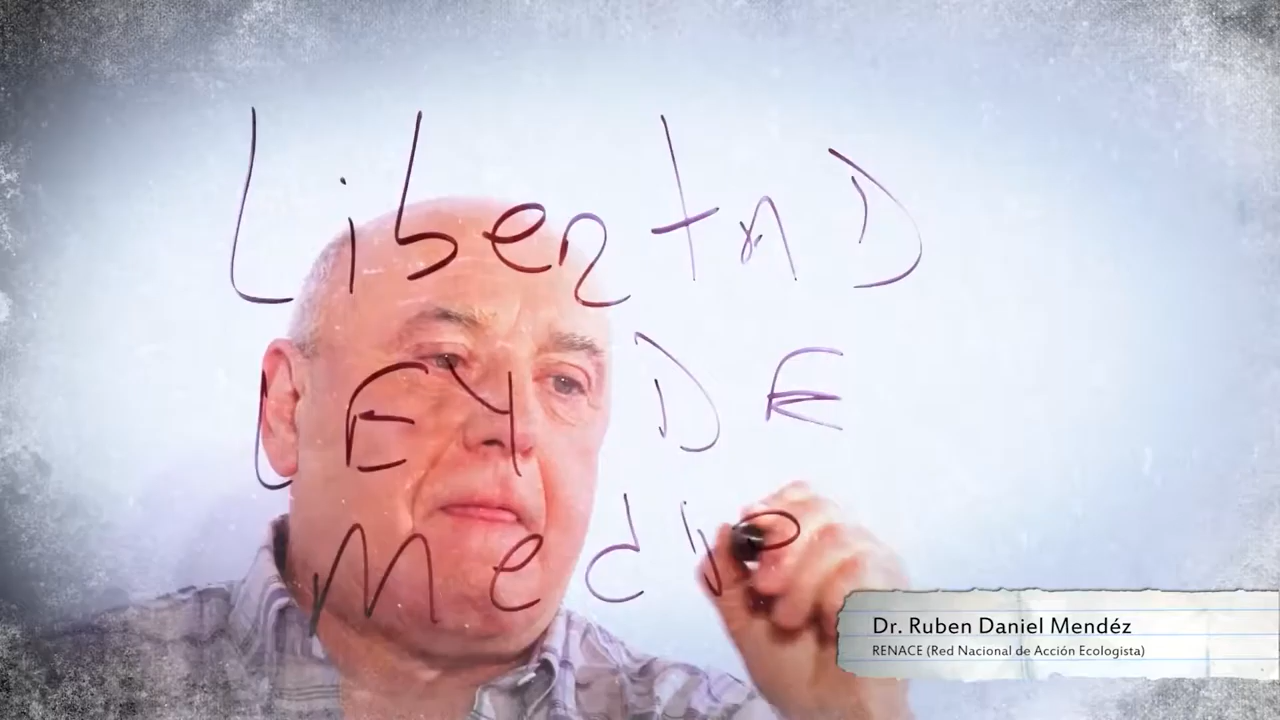 LibertaD
LEY DE
Medio
Dr. Ruben Daniel Mendéz
RENACE (Red Nacional de Acción Ecologista)